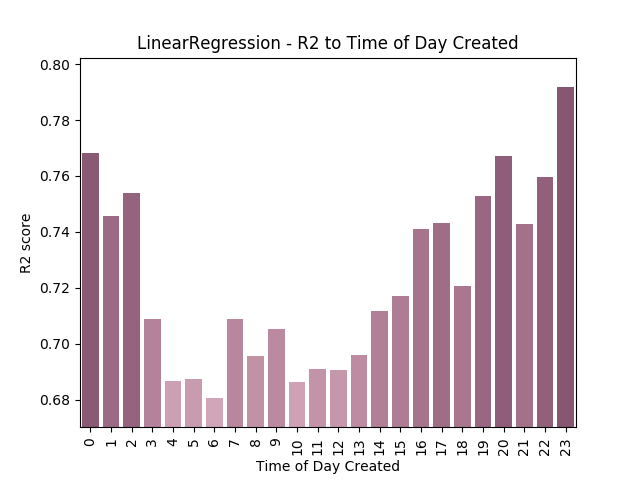 LinearRegression - R2 to Time of Day Created
0.80
0.78
0.76
0.74
0.72
0.70
0.68
R2 score
0 1 2 3 4 5 6 7 8 9 10 11 12 13 14 15 16 17 18 19 20 21 22 23
Time of Day Created